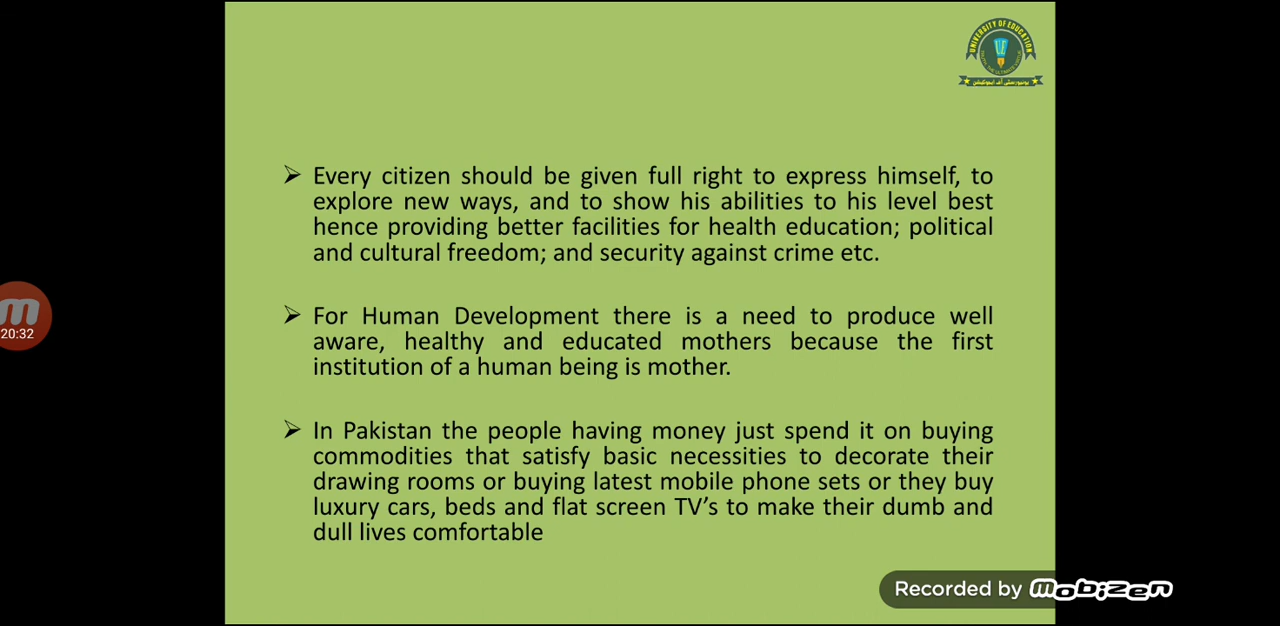 UNIVERSITY OF EDUCATION
➢ Every citizen should be given full right to express himself, to
explore new ways, and to show his abilities to his level best
hence providing better facilities for health education; political
and cultural freedom; and security against crime etc.
➢ For Human Development there is a need to produce well
aware, healthy and educated mothers because the first
institution of a human being is mother.
20:32
➢ In Pakistan the people having money just spend it on buying
commodities that satisfy basic necessities to decorate their
drawing rooms or buying latest mobile phone sets or they buy
luxury cars, beds and flat screen TV’s to make their dumb and
dull lives comfortable
Recorded by mobizen